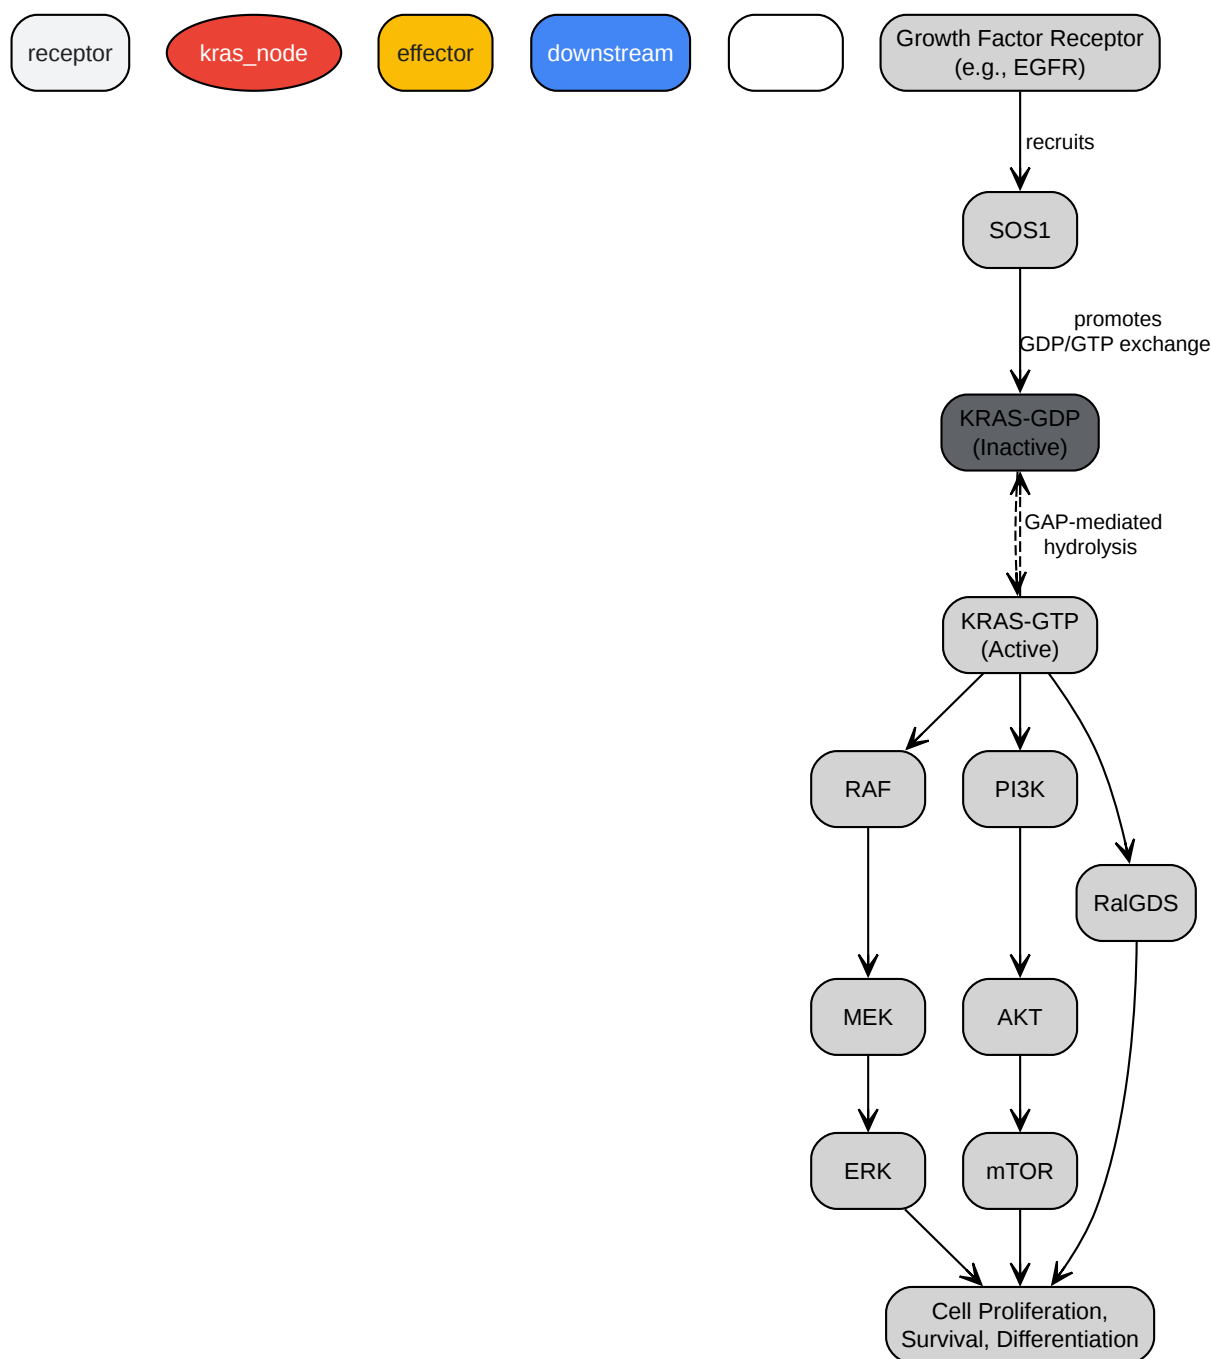 receptor
kras_node
effector
downstream
Growth Factor Receptor
(e.g., EGFR)
recruits
SOS1
promotes
GDP/GTP exchange
KRAS-GDP
(Inactive)
GAP-mediated
hydrolysis
KRAS-GTP
(Active)
RAF
PI3K
RalGDS
MEK
AKT
ERK
mTOR
Cell Proliferation,
Survival, Differentiation